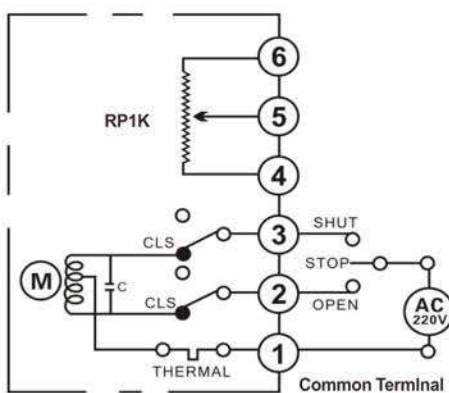 6
RP1K
5
4
3
SHUT
CLS
STOP
M
C
CLS
2
OPEN
AC
220V
1
THERMAL
Common Terminal